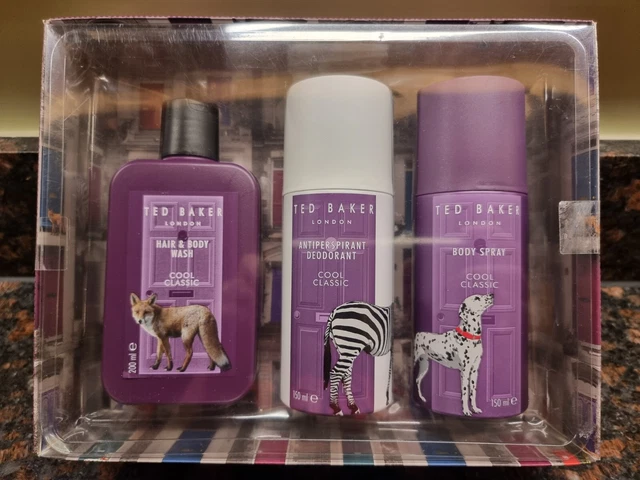 TED BAKER
LONDON
HAIR & BODY
WASH
COOL
CLASSIC
200 ml e
TED BAKER
LONDON
ANTIPERSPIRANT
DEODORANT
COOL
CLASSIC
150 ml e
TED BAKER
LONDON
BODY SPRAY
COOL
CLASSIC
150 ml e